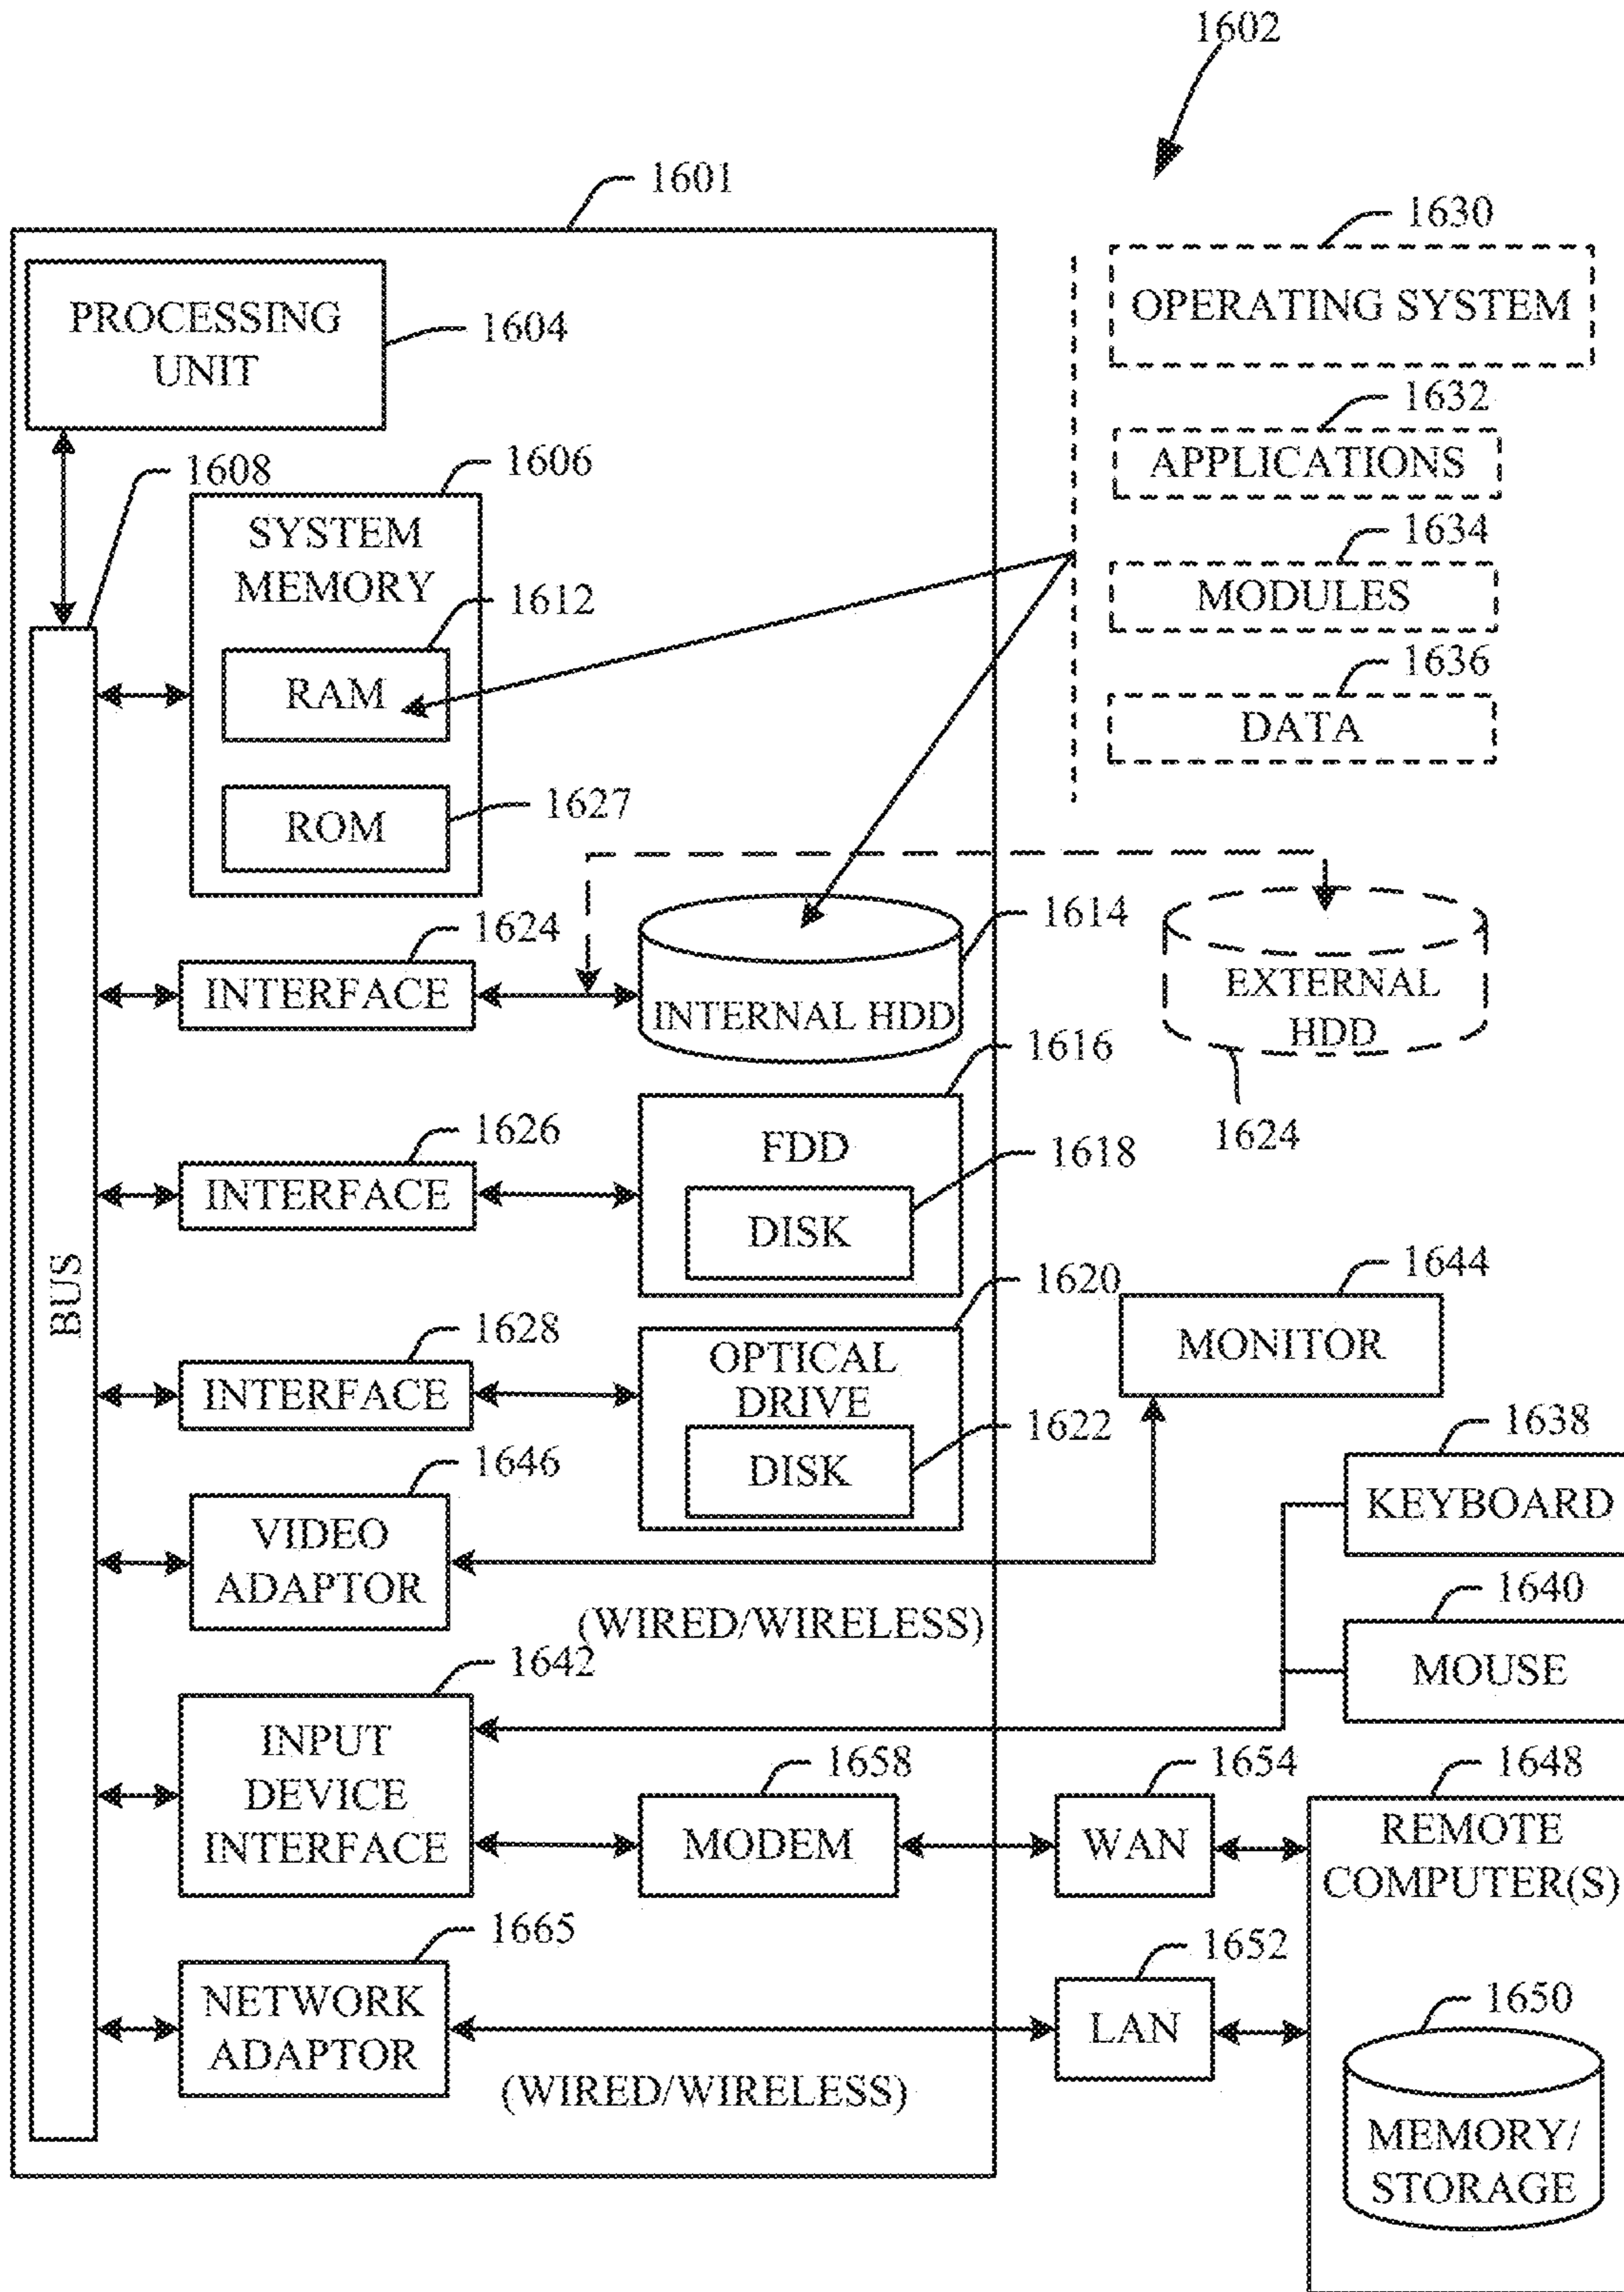 1602
1601
1630
PROCESSING
UNIT
1604
OPERATING SYSTEM
1632
APPLICATIONS
1608
1606
SYSTEM
MEMORY
1634
MODULES
1612
RAM
1636
DATA
1627
ROM
1624
INTERFACE
1614
INTERNAL HDD
EXTERNAL
HDD
1624
1616
FDD
1626
INTERFACE
1618
DISK
BUS
1644
MONITOR
1620
OPTICAL
DRIVE
1628
INTERFACE
1622
DISK
1638
KEYBOARD
1646
VIDEO
ADAPTOR
(WIRED/WIRELESS)
1640
MOUSE
1642
INPUT
DEVICE
INTERFACE
1658
MODEM
1654
WAN
1648
REMOTE
COMPUTER(S)
1665
NETWORK
ADAPTOR
(WIRED/WIRELESS)
1652
LAN
1650
MEMORY/
STORAGE